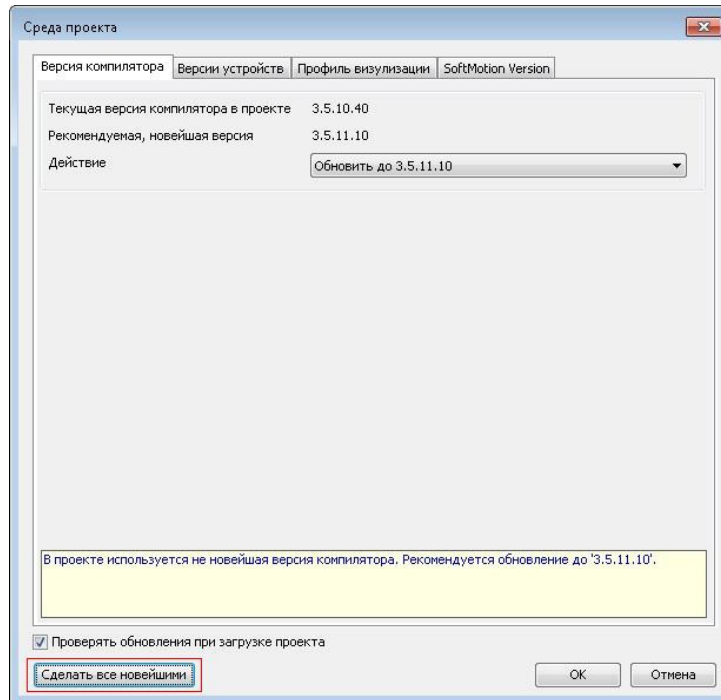 Среда проекта
Версия компилятора Версии устройств Профиль визулизации SoftMotion Version
Текущая версия компилятора в проекте 3.5.10.40
Рекомендуемая, новейшая версия 3.5.11.10
Действие Обновить до 3.5.11.10
В проекте используется не новейшая версия компилятора. Рекомендуется обновление до '3.5.11.10'.
Проверять обновления при загрузке проекта
Сделать все новейшими OK Отмена